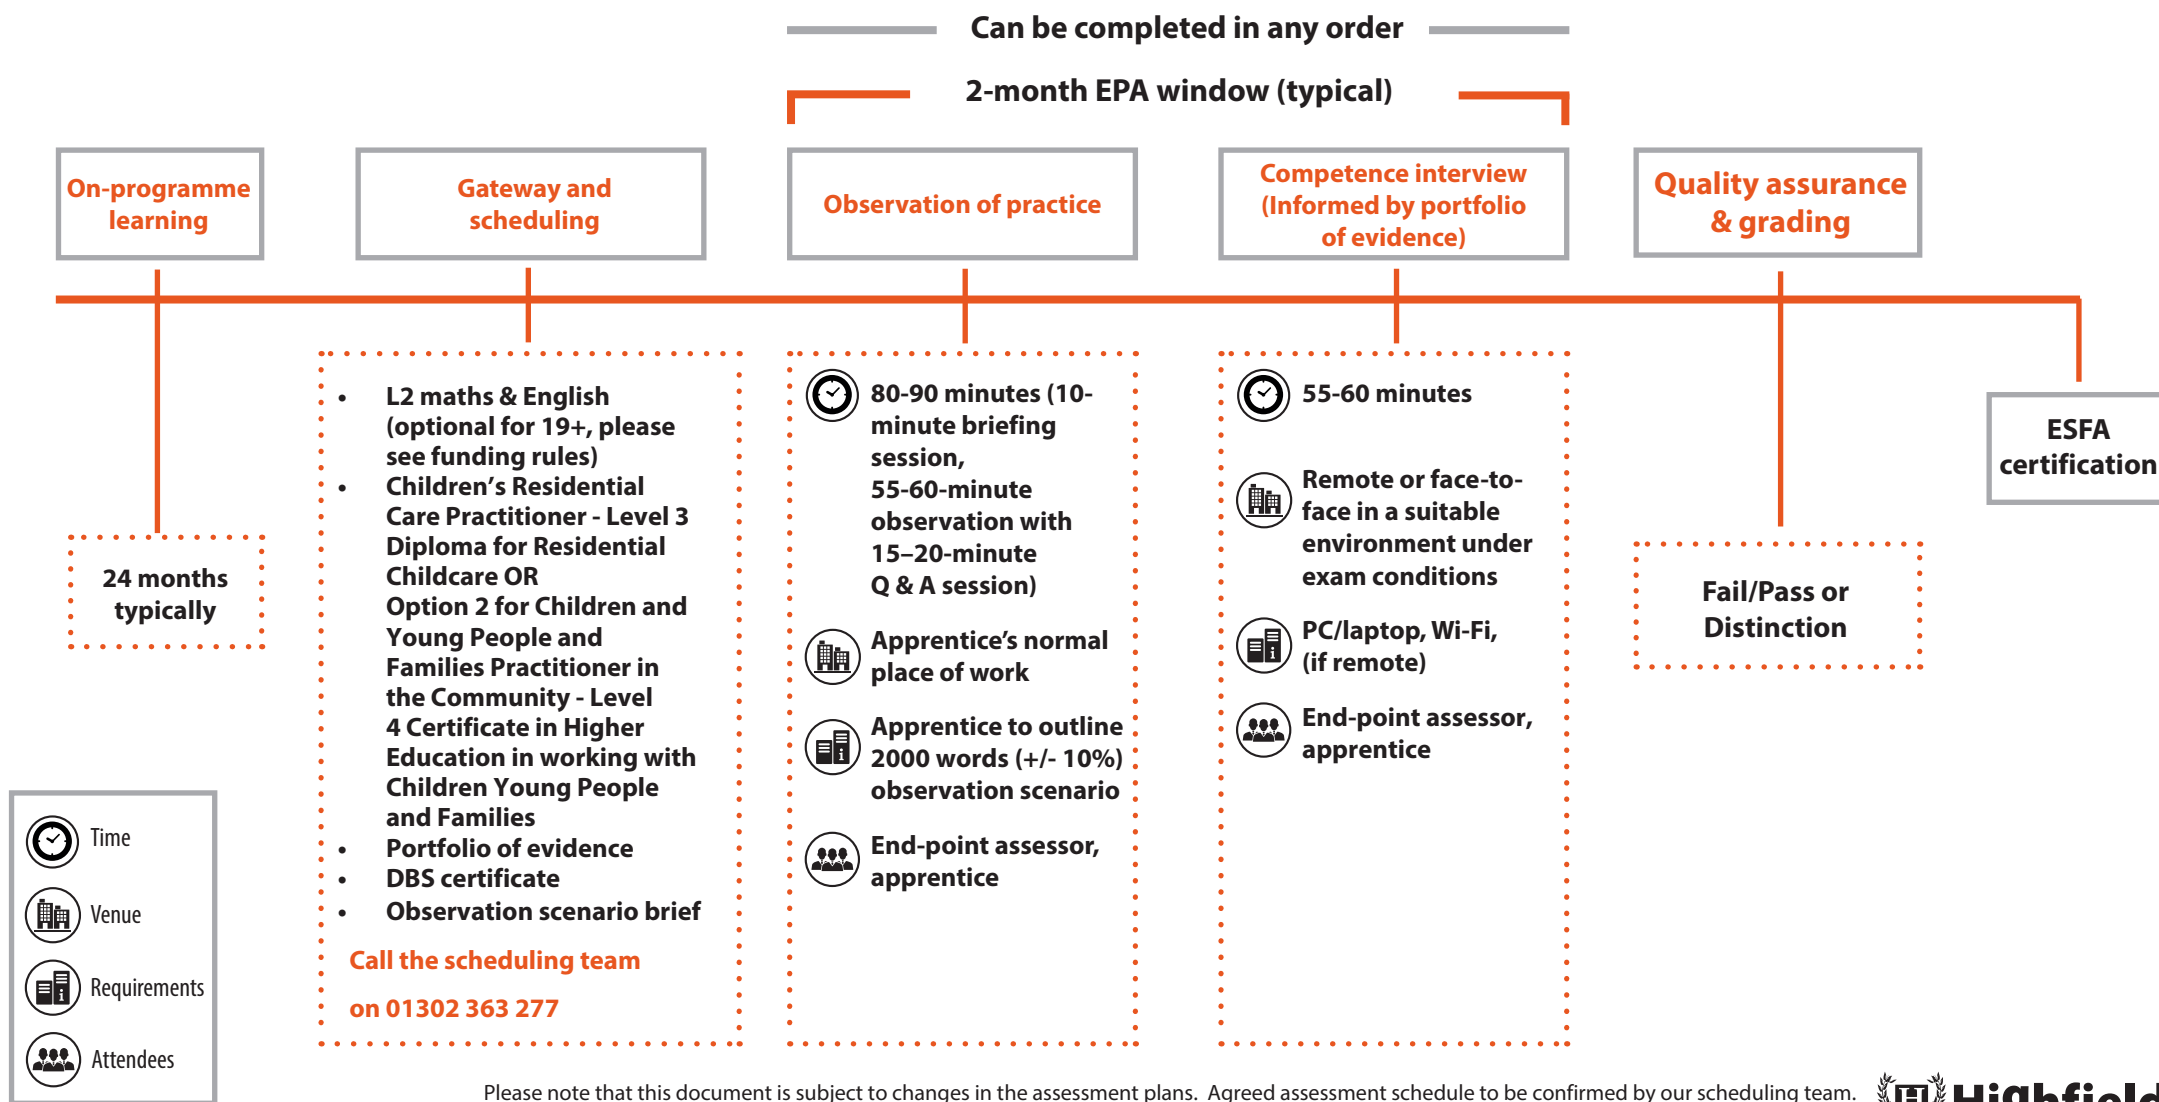 Can be completed in any order
2-month EPA window (typical)
On-programme
learning
Gateway and
scheduling
Observation of practice
Competence interview
(Informed by portfolio
of evidence)
Quality assurance
& grading
24 months
typically
• L2 maths & English
(optional for 19+, please
see funding rules)
• Children’s Residential
Care Practitioner - Level 3
Diploma for Residential
Childcare OR
Option 2 for Children and
Young People and
Families Practitioner in
the Community - Level
4 Certificate in Higher
Education in working with
Children Young People
and Families
• Portfolio of evidence
• DBS certificate
• Observation scenario brief
Call the scheduling team
on 01302 363 277
80-90 minutes (10-
minute briefing
session,
55-60-minute
observation with
15–20-minute
Q & A session)
Apprentice’s normal
place of work
Apprentice to outline
2000 words (+/- 10%)
observation scenario
End-point assessor,
apprentice
55-60 minutes
Remote or face-to-
face in a suitable
environment under
exam conditions
PC/laptop, Wi-Fi,
(if remote)
End-point assessor,
apprentice
Fail/Pass or
Distinction
ESFA
certification
Time
Venue
Requirements
Attendees
Please note that this document is subject to changes in the assessment plans. Agreed assessment schedule to be confirmed by our scheduling team.
Highfield